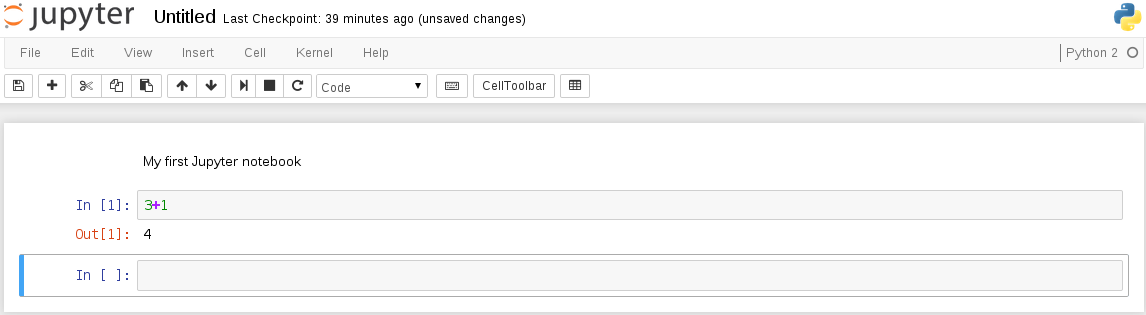 jupyter Untitled Last Checkpoint: 39 minutes ago (unsaved changes)
File Edit View Insert Cell Kernel Help Python 2
Code CellToolbar
My first Jupyter notebook
In [1]: 3+1
Out[1]: 4
In [ ]: